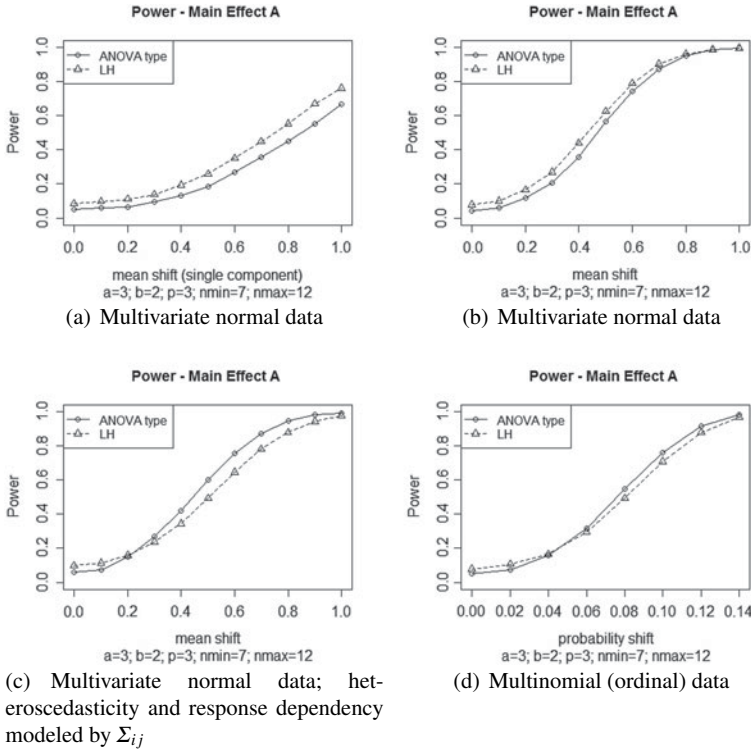 Power - Main Effect A
Power
1.0
0.8
0.6
0.4
0.2
0.0
ANOVA type
LH
0.0 0.2 0.4 0.6 0.8 1.0
mean shift (single component)
a=3; b=2; p=3; nmin=7; nmax=12
(a) Multivariate normal data
Power - Main Effect A
Power
1.0
0.8
0.6
0.4
0.2
0.0
ANOVA type
LH
0.0 0.2 0.4 0.6 0.8 1.0
mean shift
a=3; b=2; p=3; nmin=7; nmax=12
(b) Multivariate normal data
Power - Main Effect A
Power
1.0
0.8
0.6
0.4
0.2
0.0
ANOVA type
LH
0.0 0.2 0.4 0.6 0.8 1.0
mean shift
a=3; b=2; p=3; nmin=7; nmax=12
(c) Multivariate normal data; het-
eroscedasticity and response dependency
modeled by Σij
Power - Main Effect A
Power
1.0
0.8
0.6
0.4
0.2
0.0
ANOVA type
LH
0.00 0.02 0.04 0.06 0.08 0.10 0.12 0.14
probability shift
a=3; b=2; p=3; nmin=7; nmax=12
(d) Multinomial (ordinal) data